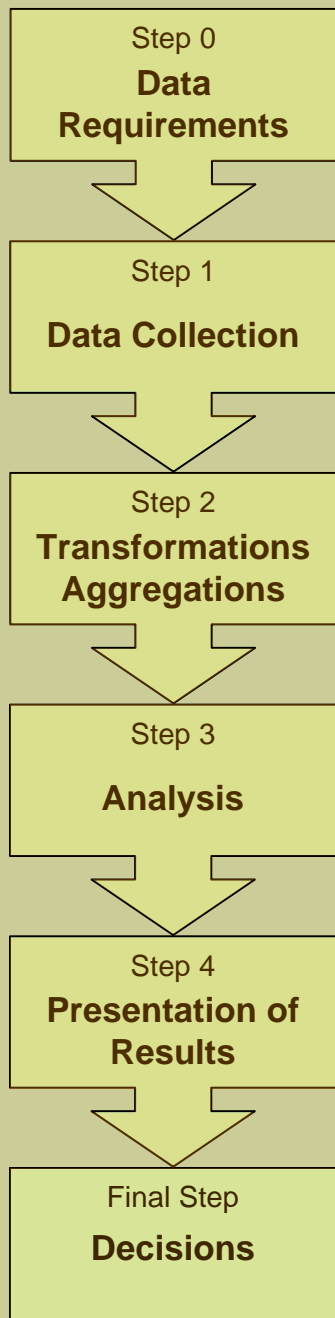 Step 0
Data
Requirements
Step 1
Data Collection
Step 2
Transformations
Aggregations
Step 3
Analysis
Step 4
Presentation of
Results
Final Step
Decisions